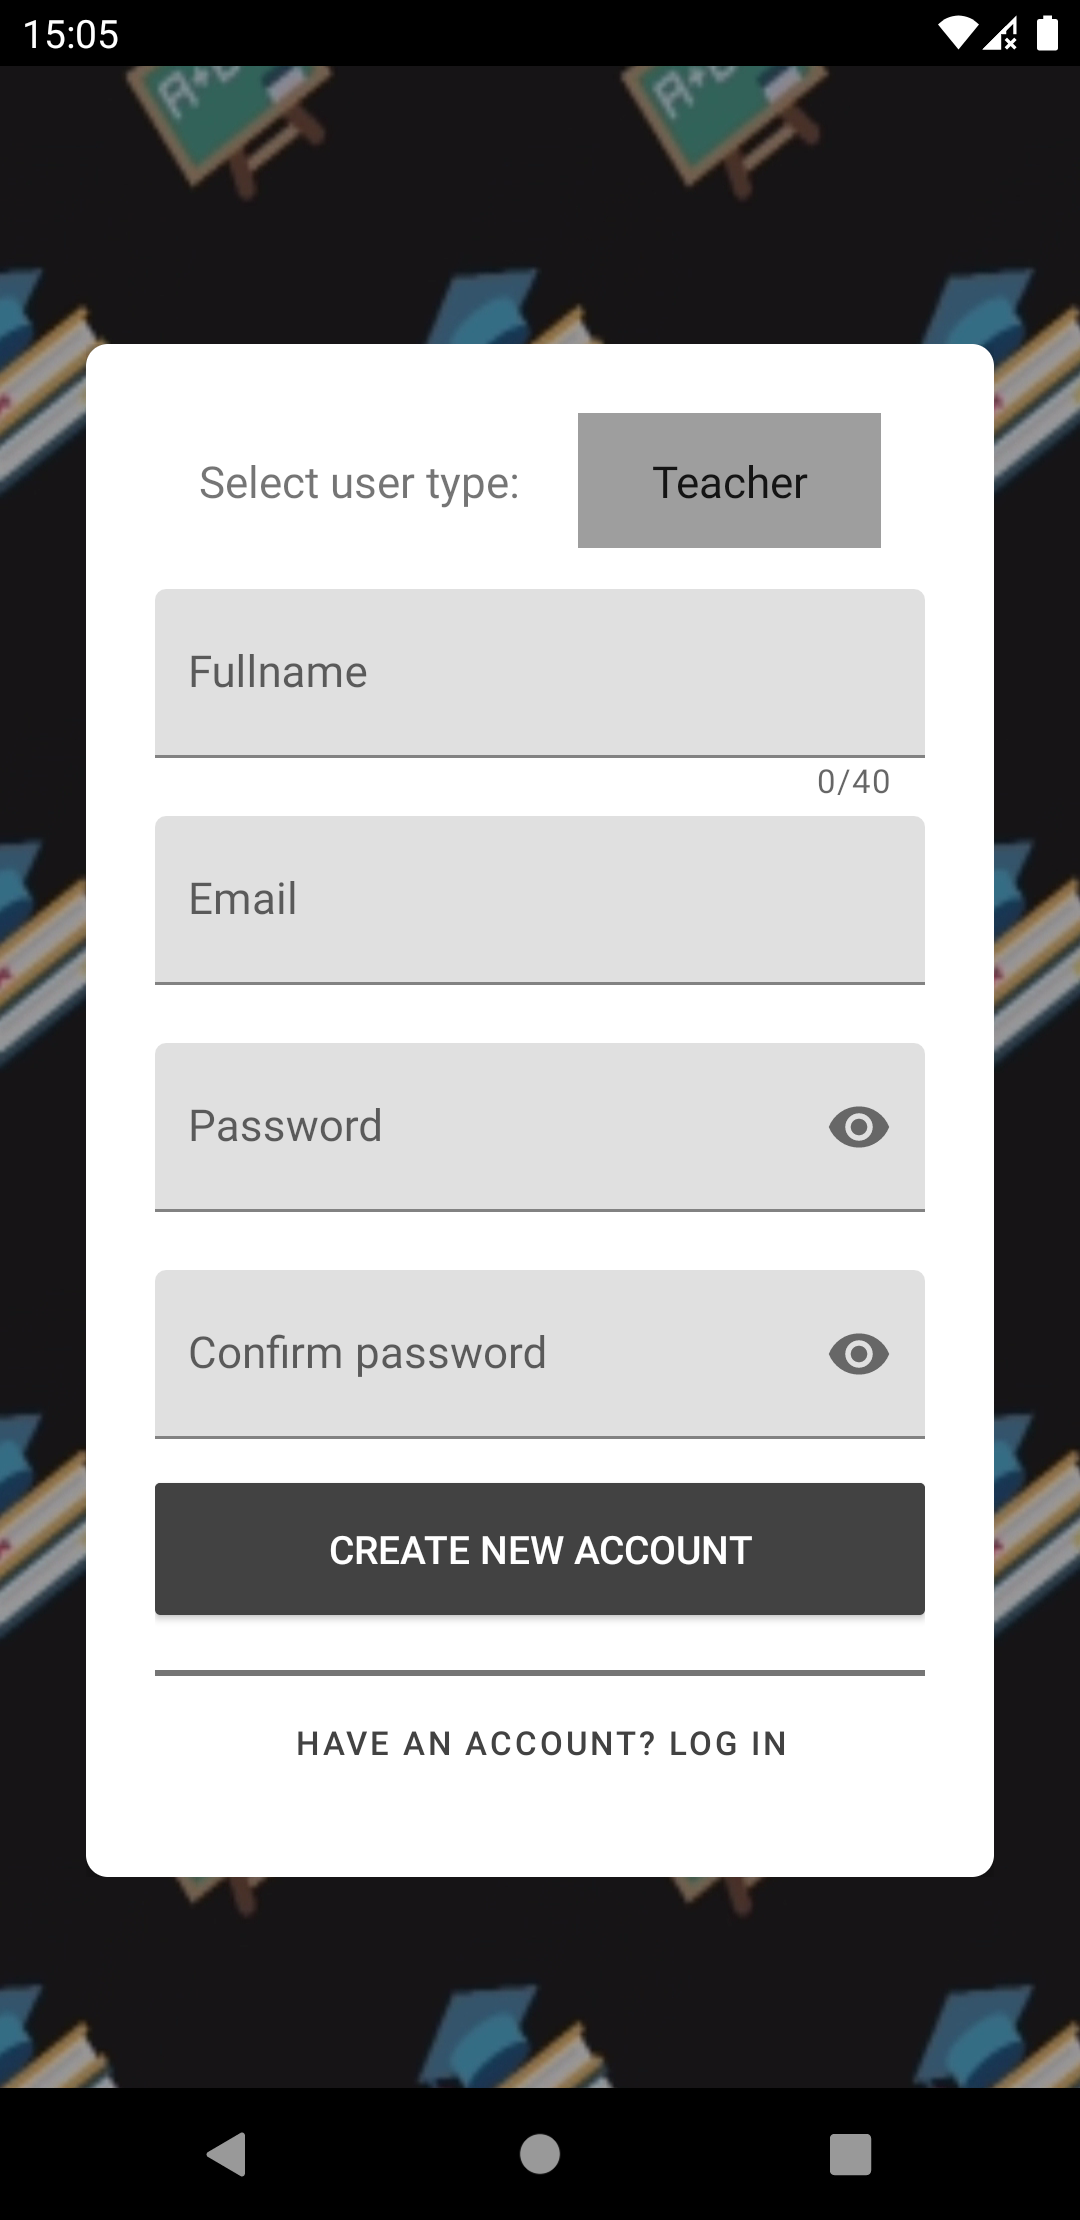 15:05
A+B
A+B
Select user type:
Teacher
Fullname
0/40
Email
Password
Confirm password
CREATE NEW ACCOUNT
HAVE AN ACCOUNT? LOG IN